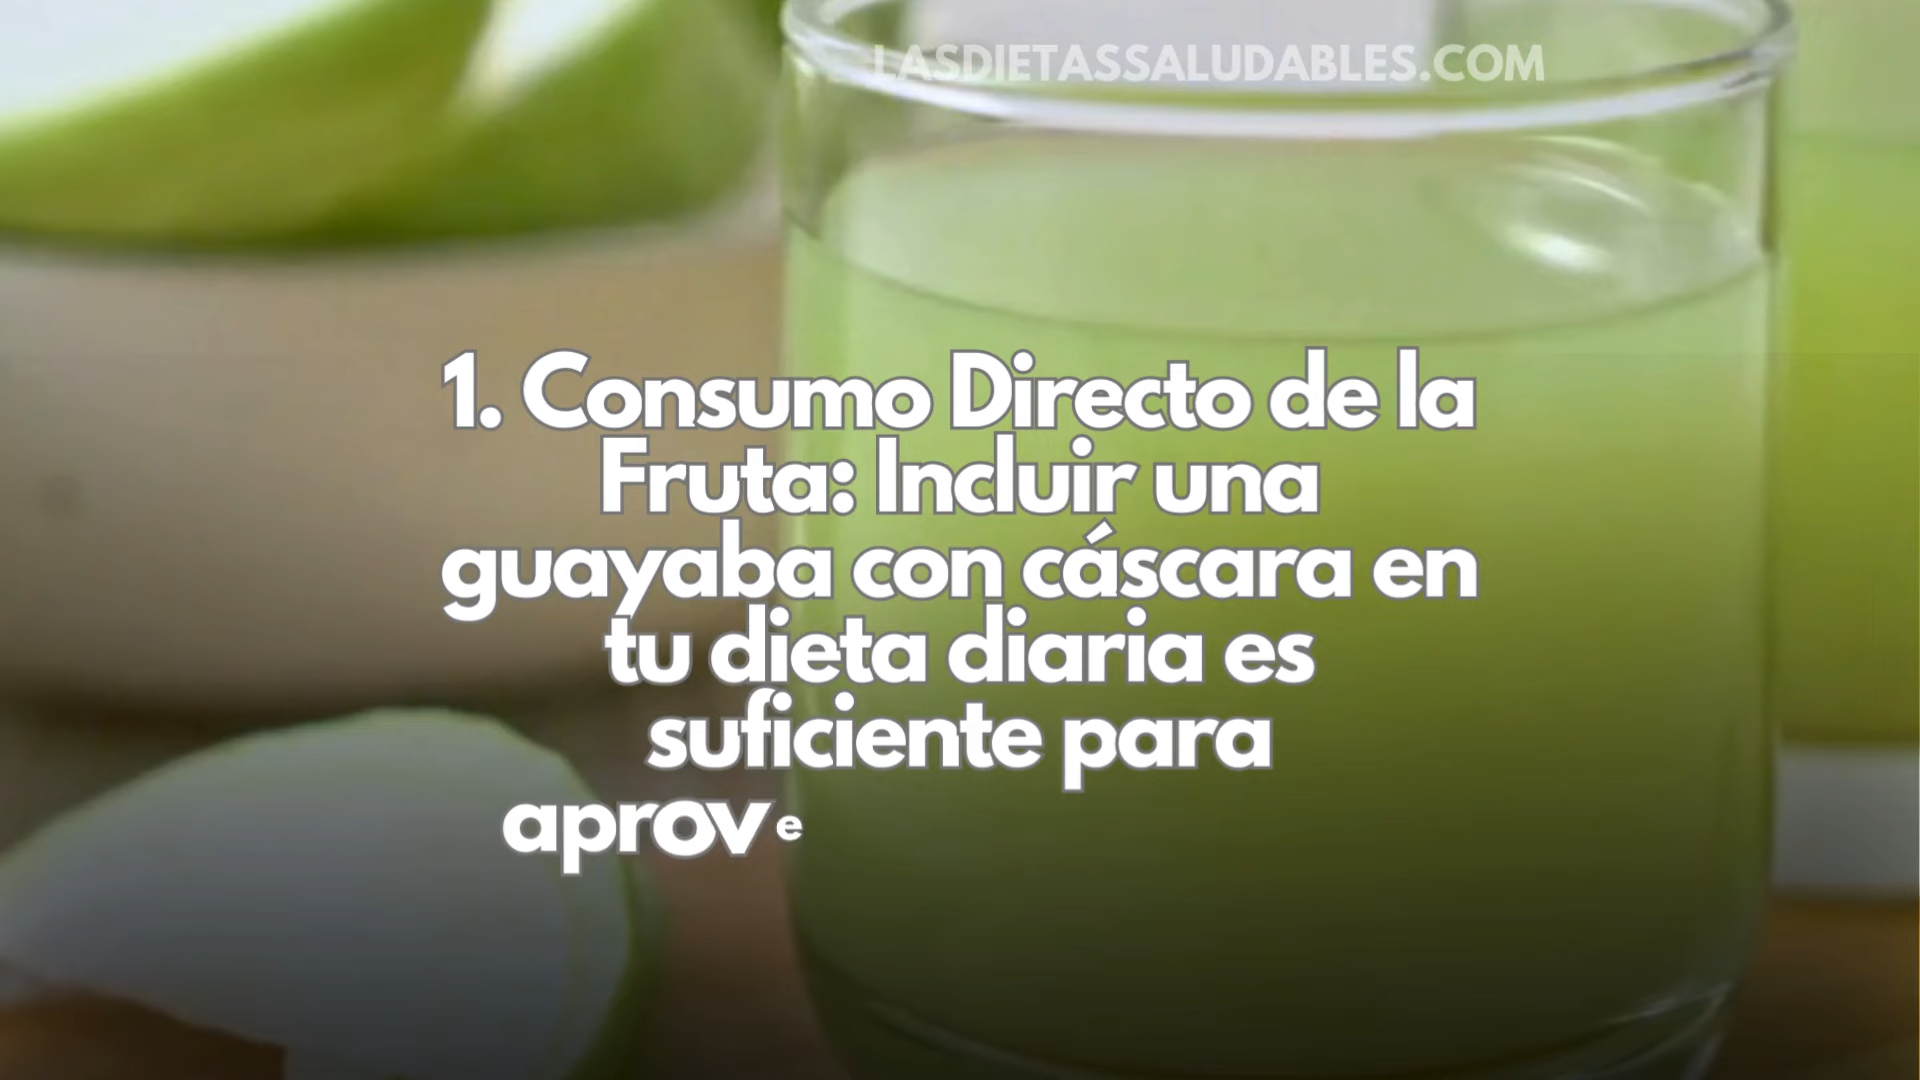 LASDIETASSALUDABLES.COM
1. Consumo Directo de la
Fruta: Incluir una
guayaba con cáscara en
tu dieta diaria es
suficiente para
aprove